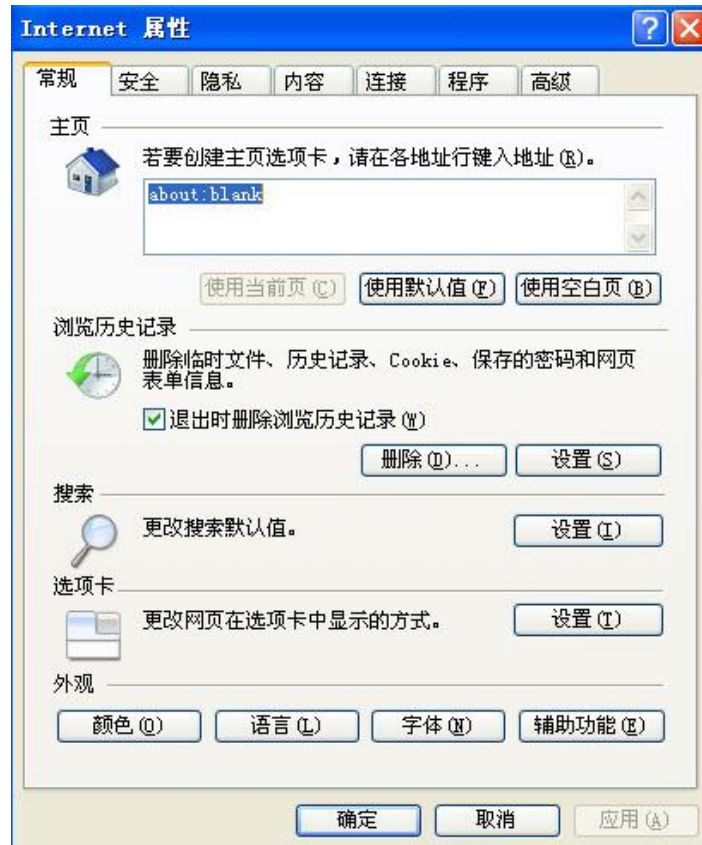 Internet 属性
常规 安全 隐私 内容 连接 程序 高级
主页
若要创建主页选项卡，请在各地址行键入地址(R)。
about:blank
使用当前页(C) 使用默认值(F) 使用空白页(B)
浏览历史记录
删除临时文件、历史记录、Cookie、保存的密码和网页
表单信息。
退出时删除浏览历史记录(W)
删除(D)... 设置(S)
搜索
更改搜索默认值。 设置(I)
选项卡
更改网页在选项卡中显示的方式。 设置(T)
外观
颜色(O) 语言(L) 字体(N) 辅助功能(E)
确定 取消 应用(A)